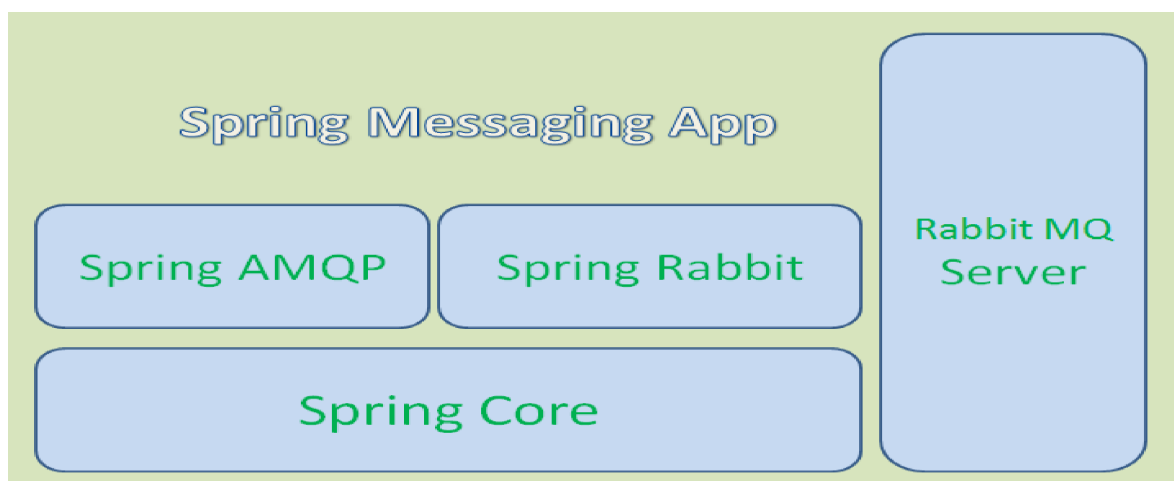 Spring Messaging App
Spring AMQP
Spring Rabbit
Rabbit MQ
Server
Spring Core